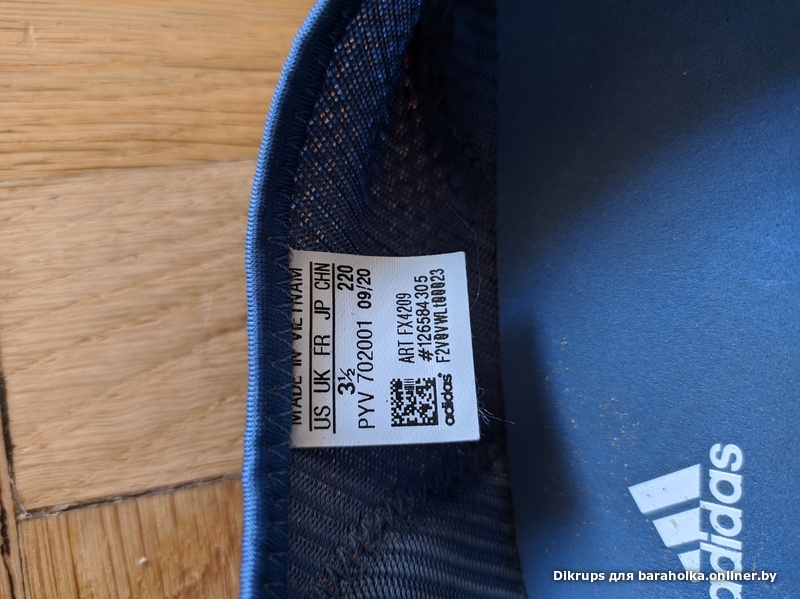 MADE IN VIETNAM
US UK FR JP CHN
3½ 220
PYV 702001 09/20
ART FX4209
#126584305
adidas
adidas
Dikrups для baraholka.onliner.by